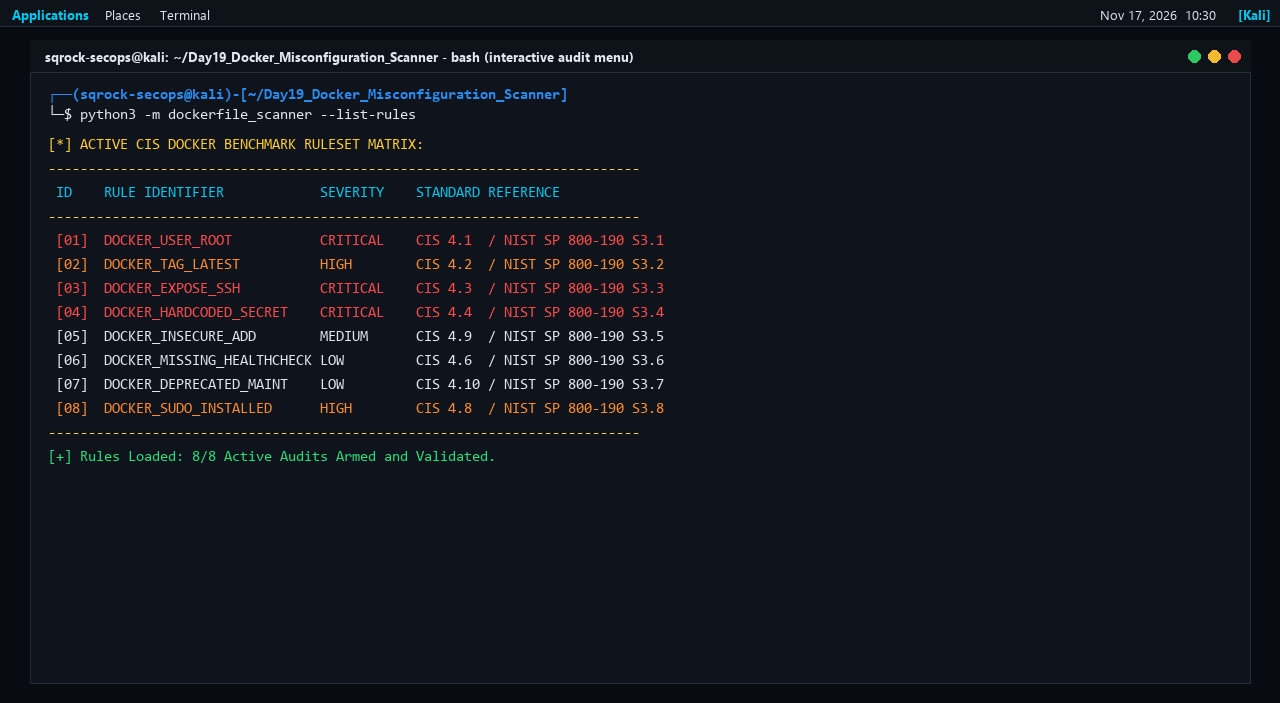 Applications Places Terminal Nov 17, 2026 10:30 [Kali]
sqrock-secops@kali: ~/Day19_Docker_Misconfiguration_Scanner - bash (interactive audit menu)
┌──(sqrock-secops@kali)-[~/Day19_Docker_Misconfiguration_Scanner]
└─$ python3 -m dockerfile_scanner --list-rules
[*] ACTIVE CIS DOCKER BENCHMARK RULESET MATRIX:
--------------------------------------------------------------------------
ID    RULE IDENTIFIER            SEVERITY    STANDARD REFERENCE
--------------------------------------------------------------------------
[01]  DOCKER_USER_ROOT           CRITICAL    CIS 4.1  / NIST SP 800-190 S3.1
[02]  DOCKER_TAG_LATEST          HIGH        CIS 4.2  / NIST SP 800-190 S3.2
[03]  DOCKER_EXPOSE_SSH          CRITICAL    CIS 4.3  / NIST SP 800-190 S3.3
[04]  DOCKER_HARDCODED_SECRET    CRITICAL    CIS 4.4  / NIST SP 800-190 S3.4
[05]  DOCKER_INSECURE_ADD        MEDIUM      CIS 4.9  / NIST SP 800-190 S3.5
[06]  DOCKER_MISSING_HEALTHCHECK LOW         CIS 4.6  / NIST SP 800-190 S3.6
[07]  DOCKER_DEPRECATED_MAINT    LOW         CIS 4.10 / NIST SP 800-190 S3.7
[08]  DOCKER_SUDO_INSTALLED      HIGH        CIS 4.8  / NIST SP 800-190 S3.8
--------------------------------------------------------------------------
[+] Rules Loaded: 8/8 Active Audits Armed and Validated.